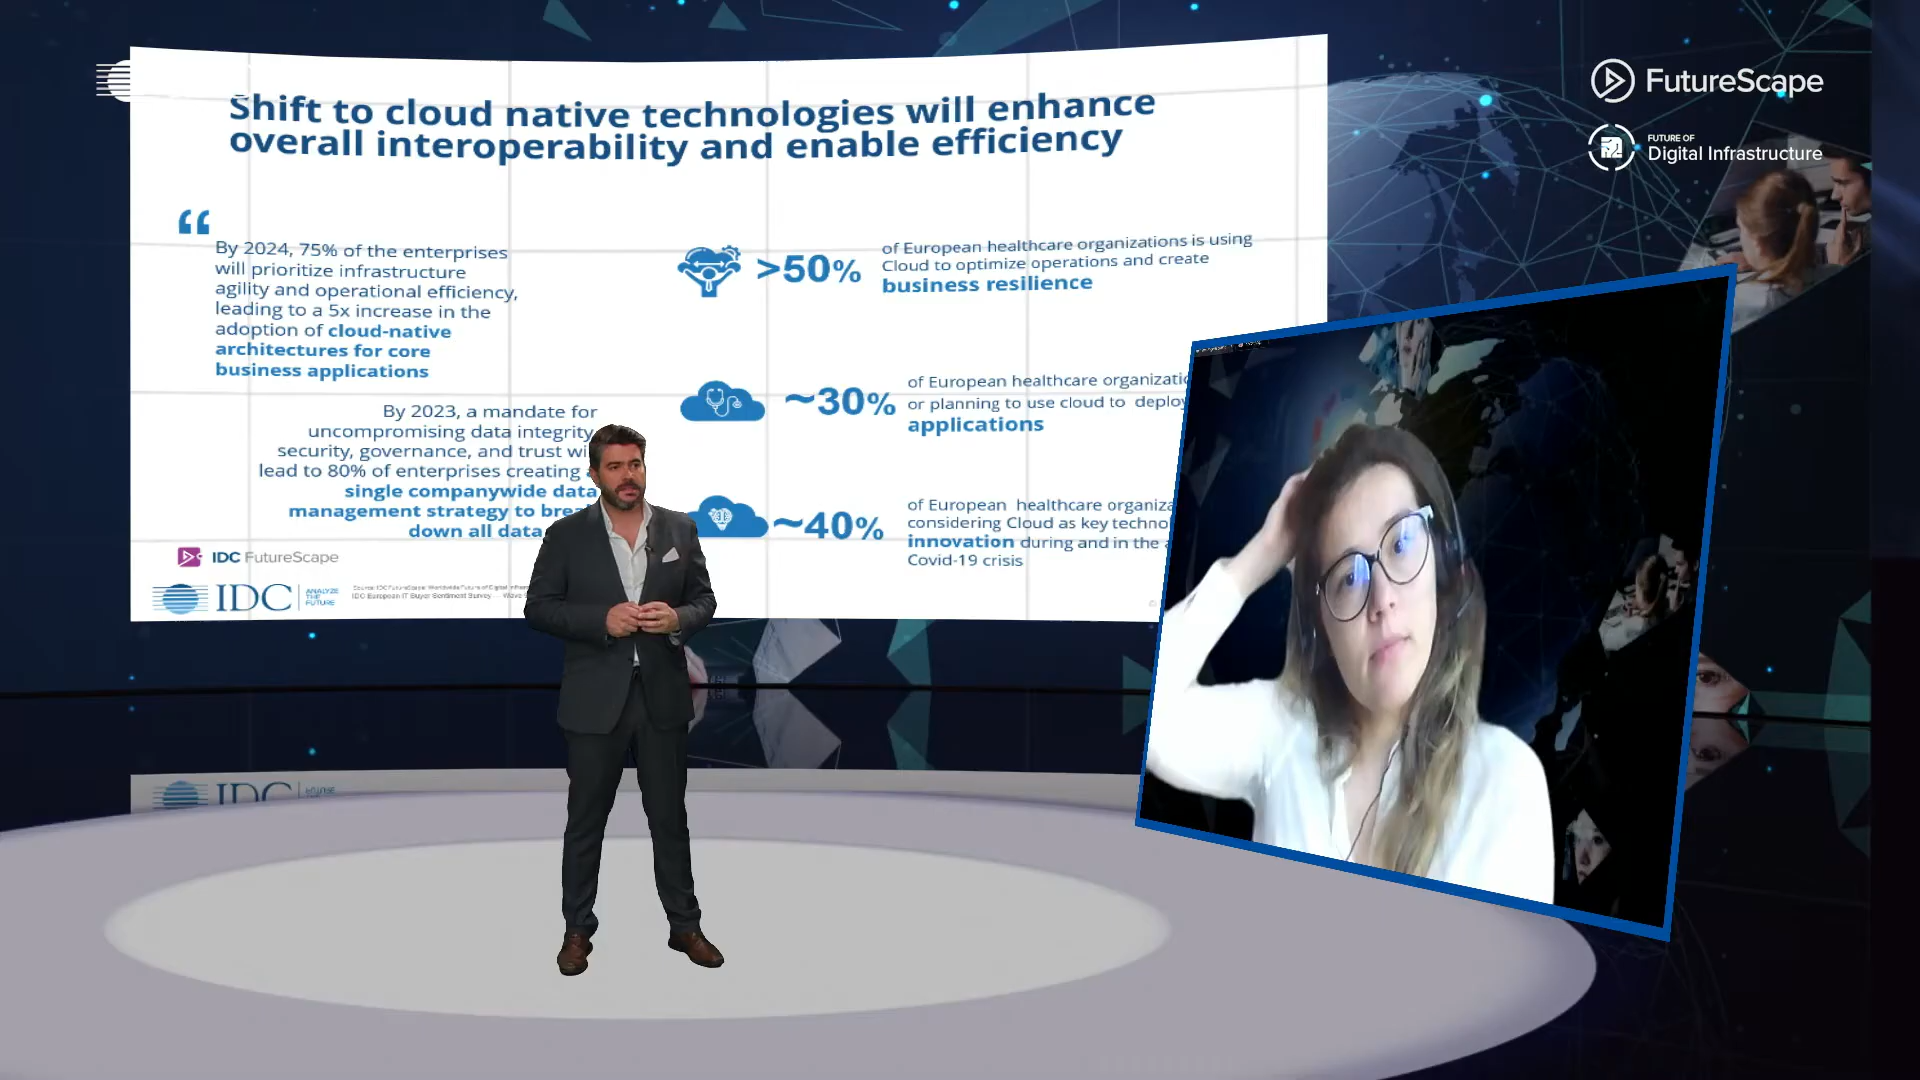 Shift to cloud native technologies will enhance
overall interoperability and enable efficiency
“
By 2024, 75% of the enterprises
will prioritize infrastructure
agility and operational efficiency,
leading to a 5x increase in the
adoption of cloud-native
architectures for core
business applications
By 2023, a mandate for
uncompromising data integrity
security, governance, and trust
lead to 80% of enterprises creating
single companywide data
management strategy to
down all data
IDC FutureScape
IDC
ANALYZE
THE
FUTURE
>50%
of European healthcare organizations is using
Cloud to optimize operations and create
business resilience
~30%
of European healthcare
or planning to use cloud to deploy
applications
~40%
of European healthcare
considering Cloud as key
innovation during and in the
Covid-19 crisis
FutureScape
FUTURE OF
Digital Infrastructure